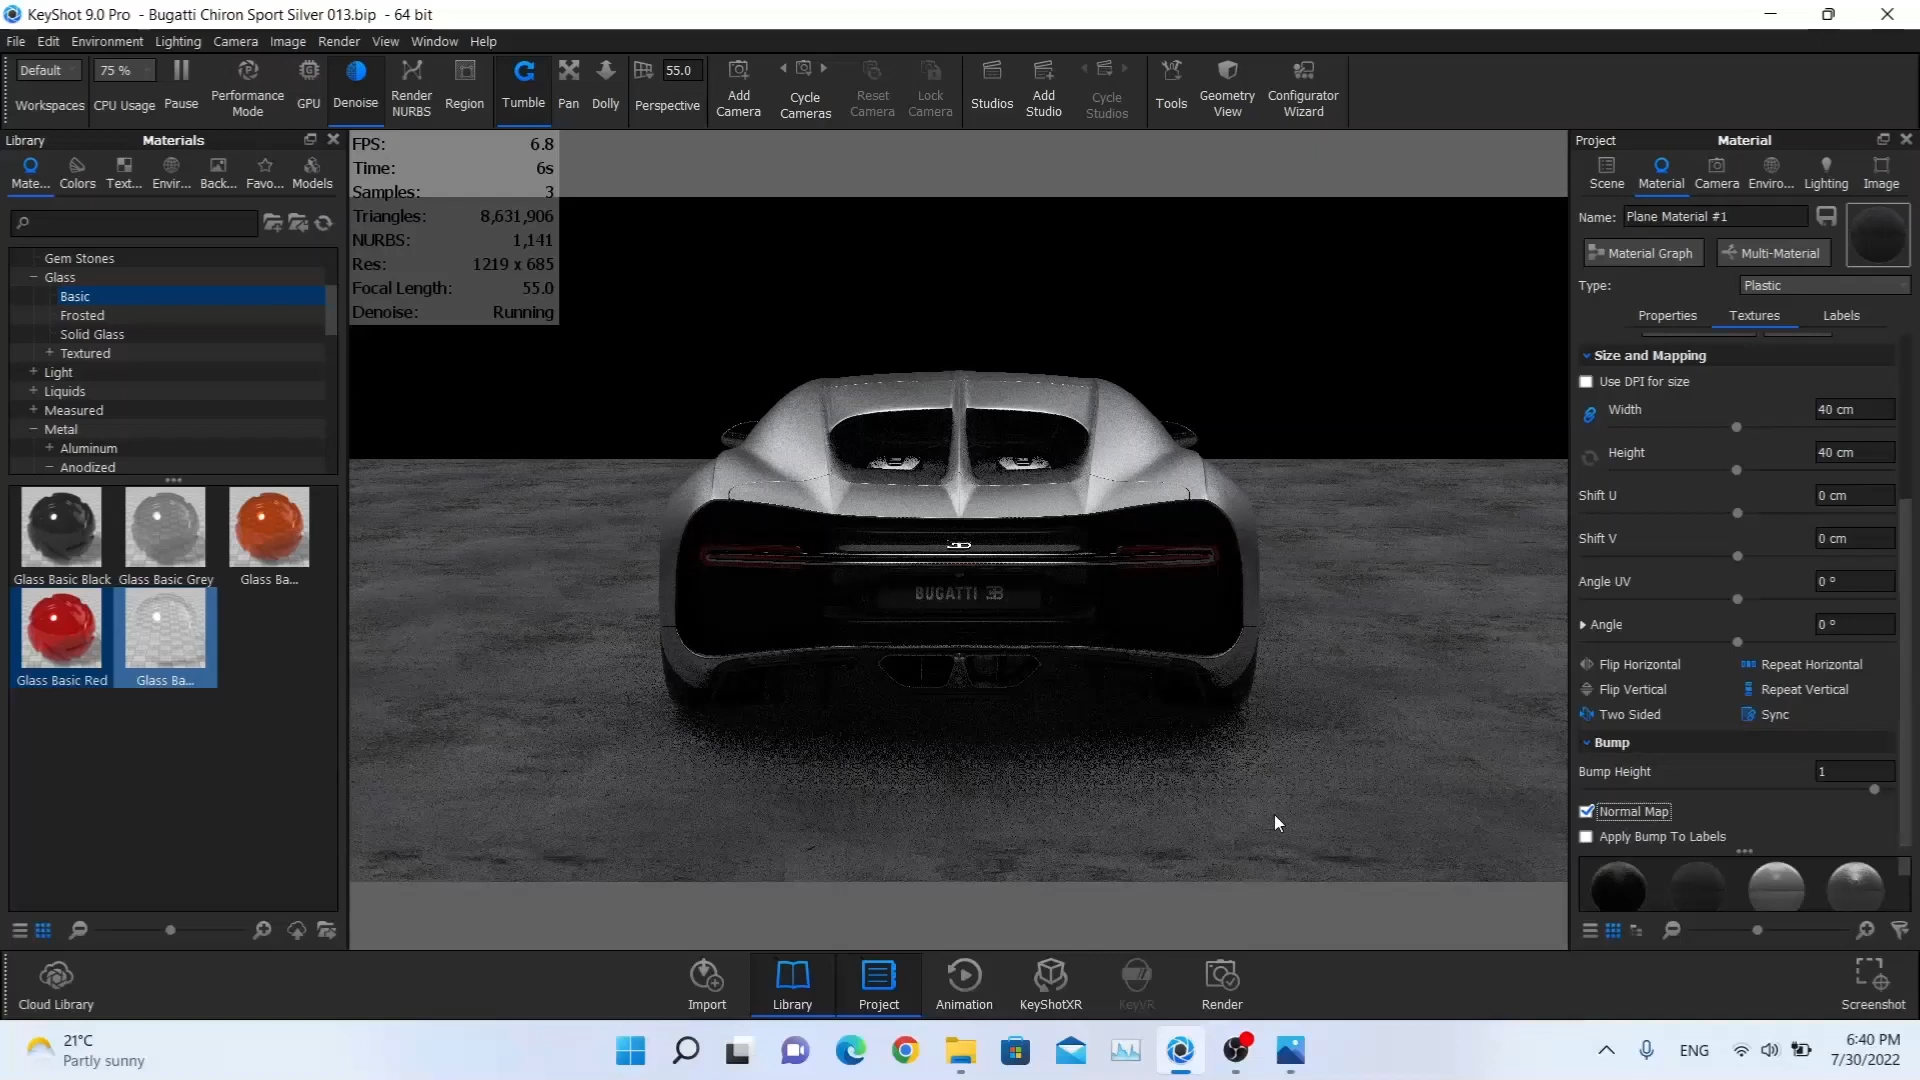 KeyShot 9.0 Pro - Bugatti Chiron Sport Silver 013.bip - 64 bit
File Edit Environment Lighting Camera Image Render View Window Help
Default
Workspaces
75 %
CPU Usage
Pause
Performance
Mode
GPU
Denoise
Render
NURBS
Region
Tumble
Pan
Dolly
55.0
Perspective
Add
Camera
Cycle
Cameras
Reset
Camera
Lock
Camera
Studios
Add
Studio
Cycle
Studios
Tools
Geometry
View
Configurator
Wizard
Library Materials
Mate... Colors Text... Envir... Back... Favo... Models
Gem Stones
Glass
Basic
Frosted
Solid Glass
Textured
Light
Liquids
Measured
Metal
Aluminum
Anodized
Glass Basic Black Glass Basic Grey Glass Ba...
Glass Basic Red Glass Ba...
FPS: 6.8
Time: 6s
Samples: 3
Triangles: 8,631,906
NURBS: 1,141
Res: 1219 x 685
Focal Length: 55.0
Denoise: Running
BUGATTI EB
Project Material
Scene Material Camera Enviro... Lighting Image
Name: Plane Material #1
Material Graph Multi-Material
Type: Plastic
Properties Textures Labels
Size and Mapping
Use DPI for size
Width 40 cm
Height 40 cm
Shift U 0 cm
Shift V 0 cm
Angle UV 0 °
Angle 0 °
Flip Horizontal Repeat Horizontal
Flip Vertical Repeat Vertical
Two Sided Sync
Bump
Bump Height 1
Normal Map
Apply Bump To Labels
Cloud Library
Import Library Project Animation KeyShotXR KeyVR Render
Screenshot
21°C
Partly sunny
ENG
6:40 PM
7/30/2022